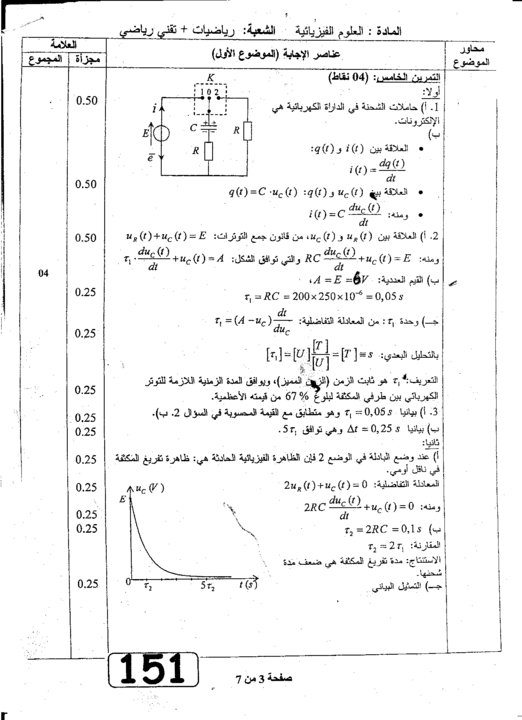 المادة : العلوم الفيزيائية    الشعبة: رياضيات + تقني رياضي
العلامة
محاور الموضوع    عناصر الإجابة (الموضوع الأول)    مجزأة    المجموع
التمرين الخامس: (04 نقاط)
أولا:
1. أ) حاملات الشحنة في الدارة الكهربائية هي    0.50
الإلكترونات.
ب)
• العلاقة بين i(t) و q(t):
i(t) = dq(t)/dt
• العلاقة بين u_C(t) و q(t): q(t) = C · u_C(t)    0.50
• ومنه: i(t) = C du_C(t)/dt
K
1 0 2
i
E
e
C
+ +
R
R
2. أ) العلاقة بين u_R(t) و u_C(t)، من قانون جمع التوترات: u_R(t) + u_C(t) = E    0.50
ومنه: RC du_C(t)/dt + u_C(t) = E والتي توافق الشكل: τ₁ · du_C(t)/dt + u_C(t) = A    04
ب) القيم العددية: A = E = 6V،    0.25
τ₁ = RC = 200×250×10⁻⁶ = 0,05 s
جـ) وحدة τ₁: من المعادلة التفاضلية: τ₁ = (A − u_C) dt/du_C    0.25
بالتحليل البعدي: [τ₁] = [U] [T]/[U] = [T] ≡ s
التعريف: τ₁ هو ثابت الزمن (الزمن المميز)، ويوافق المدة الزمنية اللازمة للتوتر
الكهربائي بين طرفي المكثفة لبلوغ 67 % من قيمته الأعظمية.    0.25
3. أ) بيانيا τ₁ = 0,05 s وهو متطابق مع القيمة المحسوبة في السؤال 2. ب).    0.25
ب) بيانيا Δt = 0,25 s وهي توافق 5τ₁.    0.25
ثانيا:
أ) عند وضع البادلة في الوضع 2 فإن الظاهرة الفيزيائية الحادثة هي: ظاهرة تفريغ المكثفة    0.25
في ناقل أومي.
المعادلة التفاضلية: 2u_R(t) + u_C(t) = 0    0.25
ومنه: 2RC du_C(t)/dt + u_C(t) = 0    0.25
ب) τ₂ = 2RC = 0,1 s    0.25
المقارنة: τ₂ = 2τ₁
الاستنتاج: مدة تفريغ المكثفة هي ضعف مدة
شحنها.
جـ) التمثيل البياني    0.25
u_C (V)
E
0
τ₂
5τ₂
t (s)
151
صفحة 3 من 7